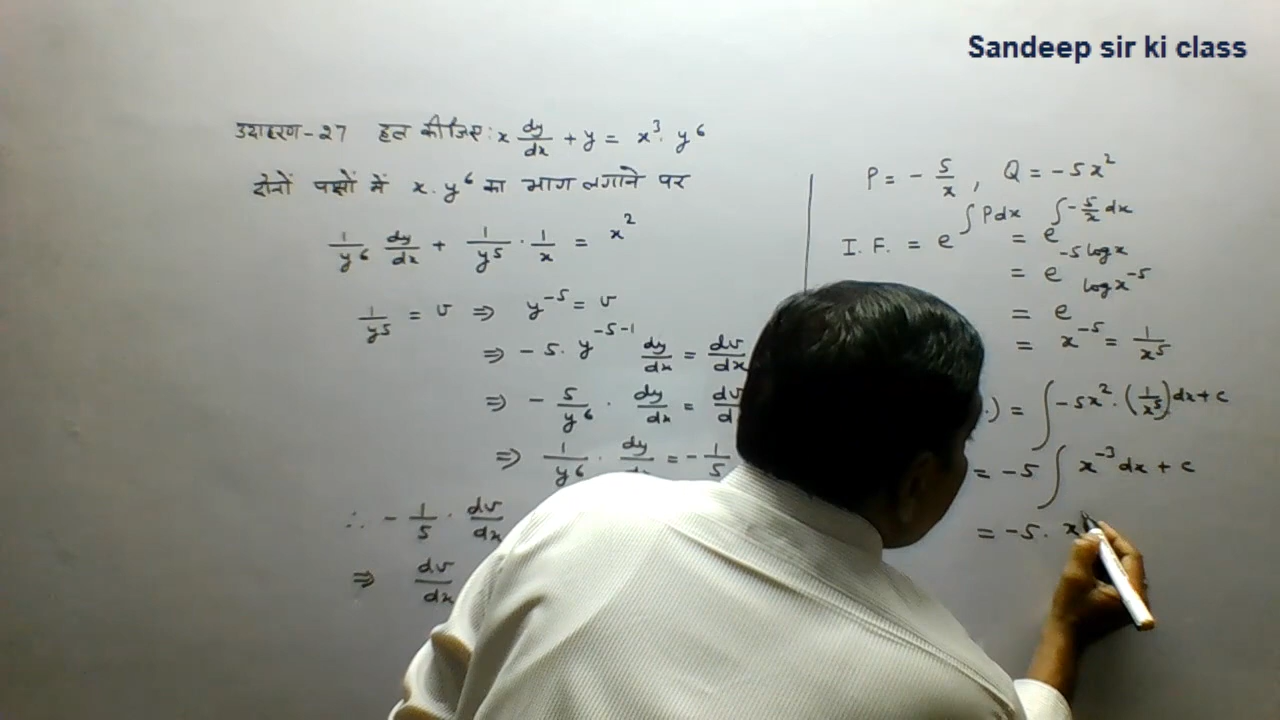 Sandeep sir ki class
उदाहरण-27 हल कीजिए: x dy/dx + y = x³. y⁶
दोनों पक्षों में x. y⁶ का भाग लगाने पर
1/y⁶ dy/dx + 1/y⁵ · 1/x = x²
1/y⁵ = v ⇒ y⁻⁵ = v
⇒ -5. y⁻⁵⁻¹ dy/dx = dv/dx
⇒ - 5/y⁶ · dy/dx = dv/d
⇒ 1/y⁶ · dy/dx = - 1/5
∴ - 1/5 · dv/dx
⇒ dv/dx
P = - 5/x , Q = -5x²
I. F. = e^∫Pdx = e^∫-5/x dx
= e^-5logx
= e^logx⁻⁵
= x⁻⁵ = 1/x⁵
.) = ∫-5x². (1/x⁵)dx + c
= -5 ∫ x⁻³ dx + c
= -5. x